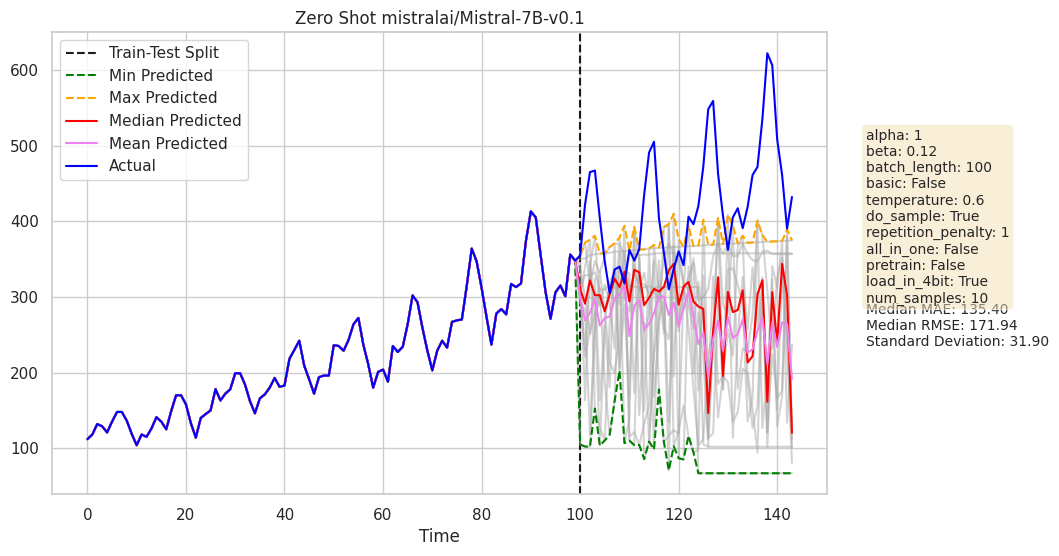 Zero Shot mistralai/Mistral-7B-v0.1
Train-Test Split
Min Predicted
Max Predicted
Median Predicted
Mean Predicted
Actual
600
500
400
300
200
100
0
20
40
60
80
100
120
140
Time
alpha: 1
beta: 0.12
batch_length: 100
basic: False
temperature: 0.6
do_sample: True
repetition_penalty: 1
all_in_one: False
pretrain: False
load_in_4bit: True
num_samples: 10
Median MAE: 135.40
Median RMSE: 171.94
Standard Deviation: 31.90